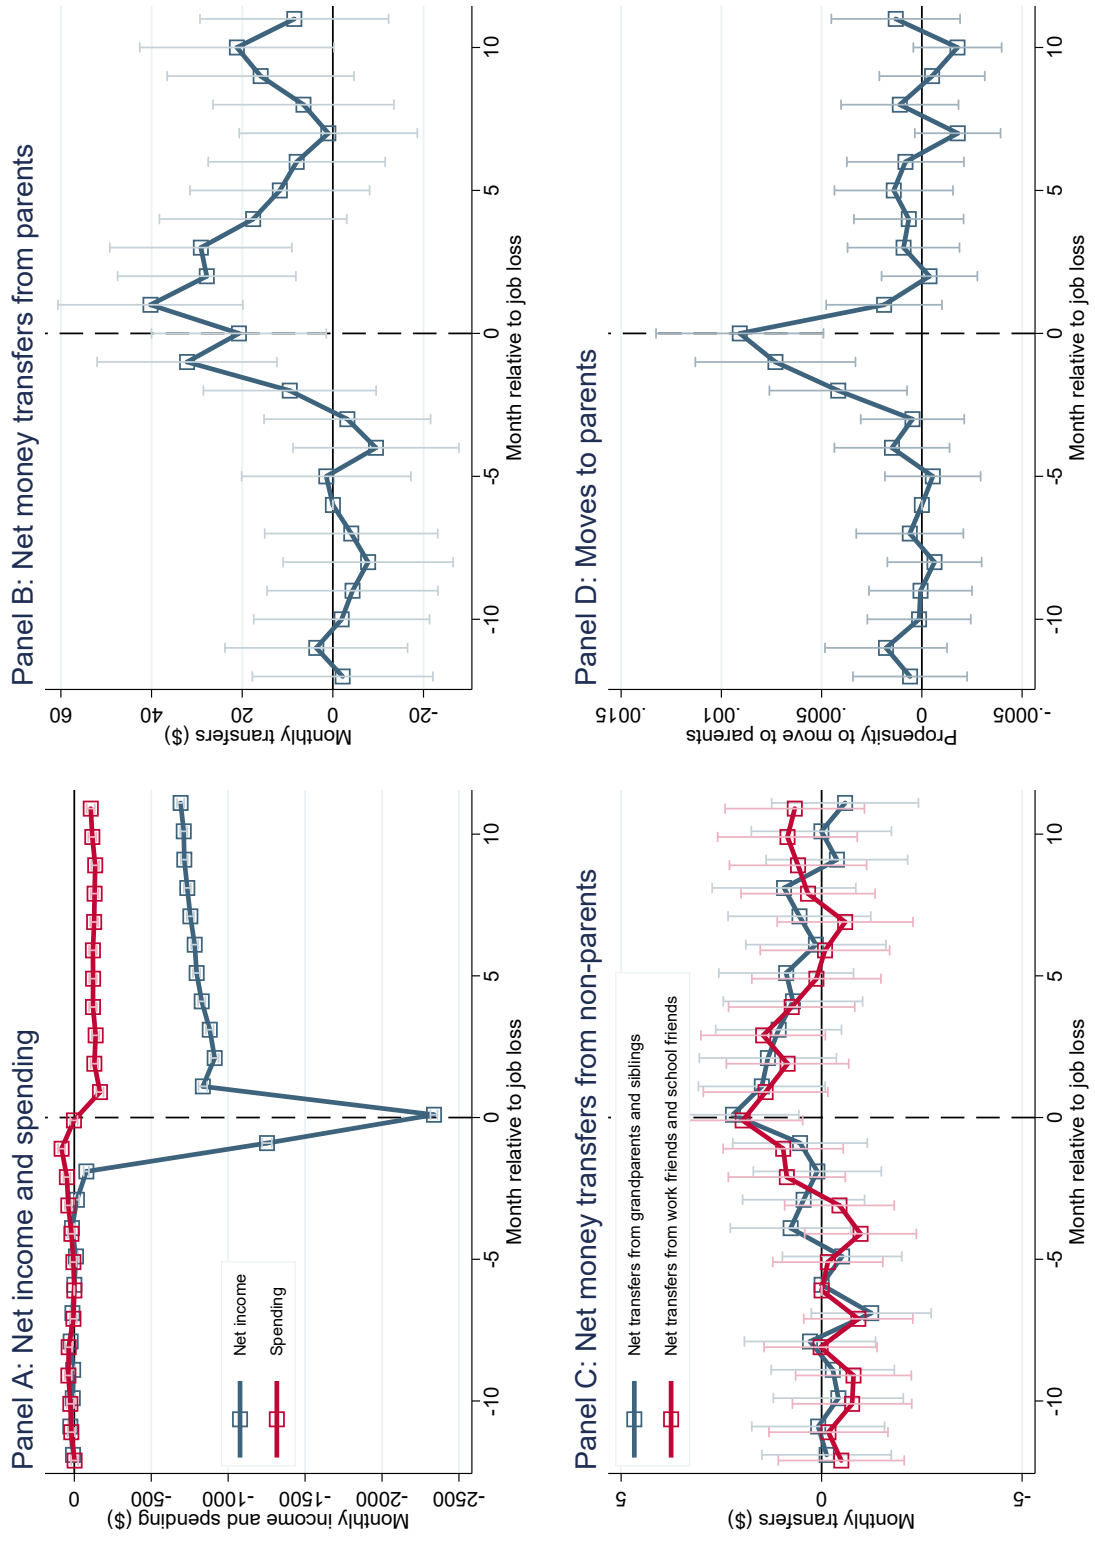 Panel A: Net income and spending
Monthly income and spending ($)
0
-500
-1000
-1500
-2000
-2500
Net income
Spending
-10
-5
0
5
10
Month relative to job loss
Panel B: Net money transfers from parents
Monthly transfers ($)
60
40
20
0
-20
-10
-5
0
5
10
Month relative to job loss
Panel C: Net money transfers from non-parents
Monthly transfers ($)
5
0
-5
Net transfers from grandparents and siblings
Net transfers from work friends and school friends
-10
-5
0
5
10
Month relative to job loss
Panel D: Moves to parents
Propensity to move to parents
.0015
.001
.0005
0
-.0005
-10
-5
0
5
10
Month relative to job loss